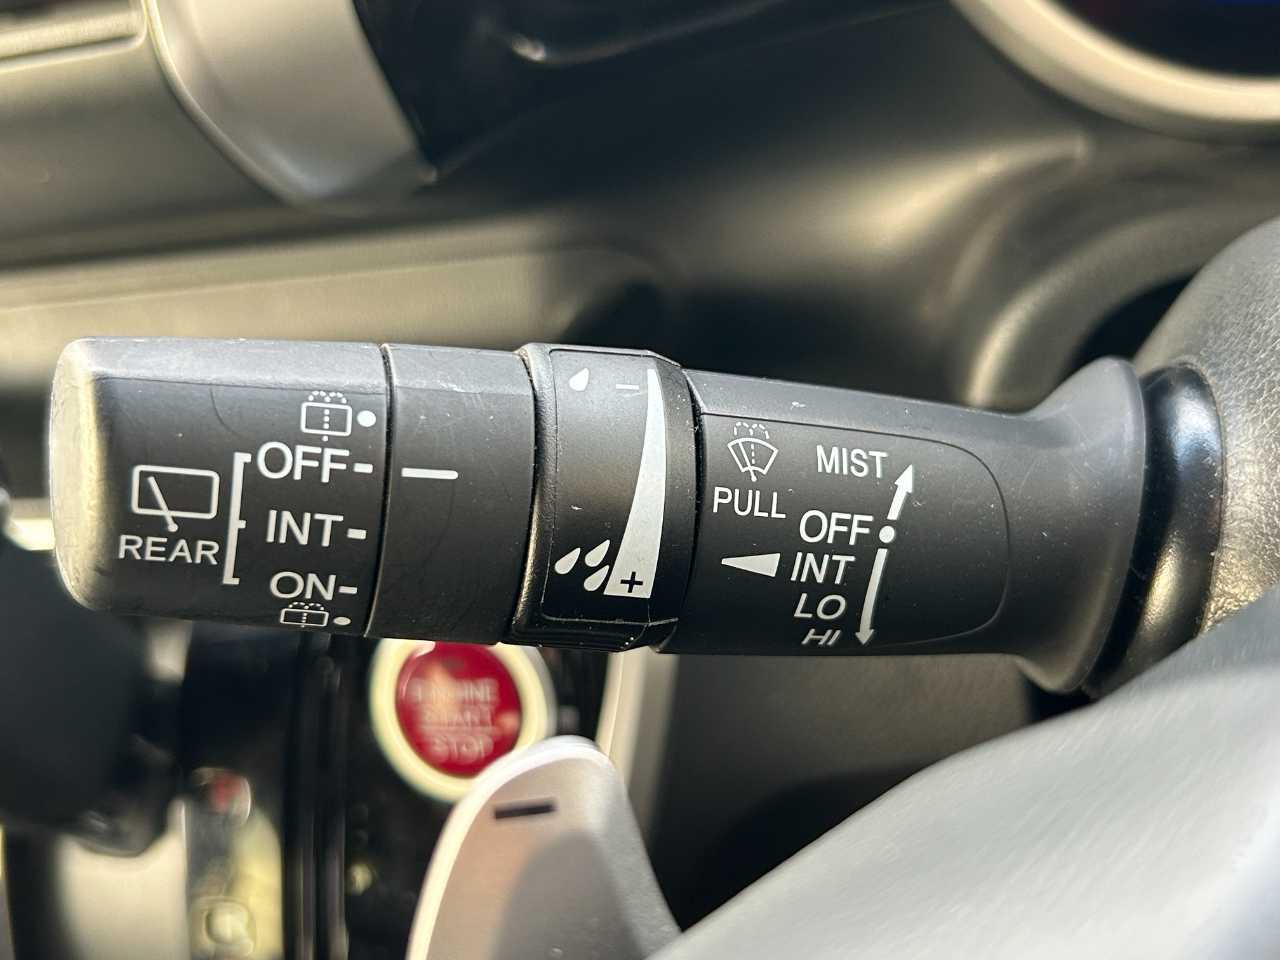 OFF
INT
ON
REAR
−
+
PULL
MIST
OFF
INT
LO
HI
ENGINE
START
STOP
−